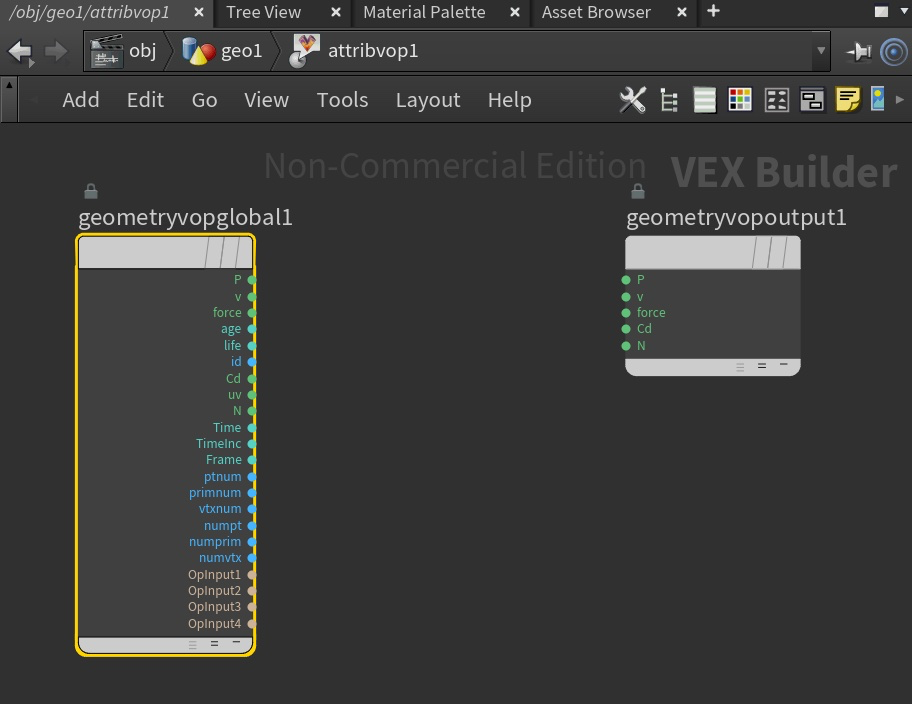 /obj/geo1/attribvop1 Tree View Material Palette Asset Browser
obj geo1 attribvop1
Add Edit Go View Tools Layout Help
Non-Commercial Edition VEX Builder
geometryvopglobal1
P
v
force
age
life
id
Cd
uv
N
Time
TimeInc
Frame
ptnum
primnum
vtxnum
numpt
numprim
numvtx
OpInput1
OpInput2
OpInput3
OpInput4
geometryvopoutput1
P
v
force
Cd
N